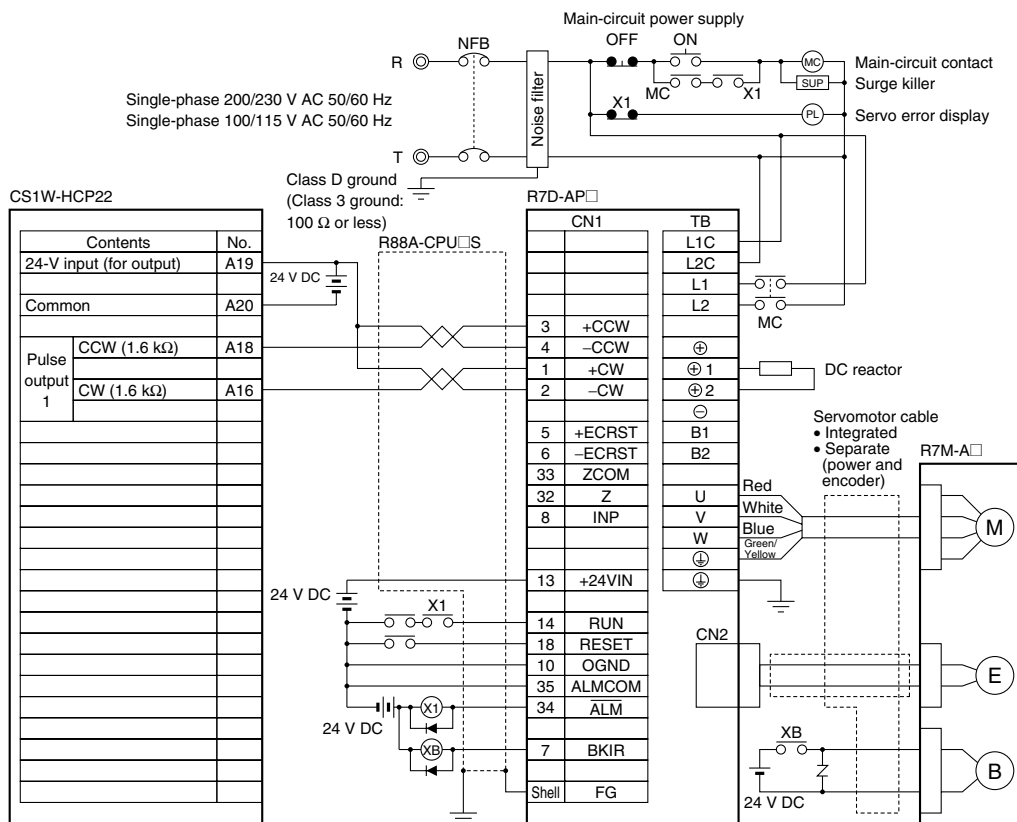 Main-circuit power supply
NFB
OFF ON
R
MC
Main-circuit contact
SUP
Surge killer
MC X1
X1
PL
Servo error display
Noise filter
Single-phase 200/230 V AC 50/60 Hz
Single-phase 100/115 V AC 50/60 Hz
T
Class D ground
(Class 3 ground:
100 Ω or less)
CS1W-HCP22
Contents No.
24-V input (for output) A19
Common A20
Pulse output 1
CCW (1.6 kΩ) A18
CW (1.6 kΩ) A16
24 V DC
R88A-CPU□S
R7D-AP□
CN1
3 +CCW
4 −CCW
1 +CW
2 −CW
5 +ECRST
6 −ECRST
33 ZCOM
32 Z
8 INP
13 +24VIN
14 RUN
18 RESET
10 OGND
35 ALMCOM
34 ALM
7 BKIR
Shell FG
24 V DC
X1
X1
24 V DC
XB
TB
L1C
L2C
L1
L2
MC
⊕
⊕ 1
⊕ 2
⊖
B1
B2
U
V
W
DC reactor
Red
White
Blue
Green/
Yellow
Servomotor cable
• Integrated
• Separate
(power and
encoder)
R7M-A□
M
CN2
E
XB
24 V DC
B